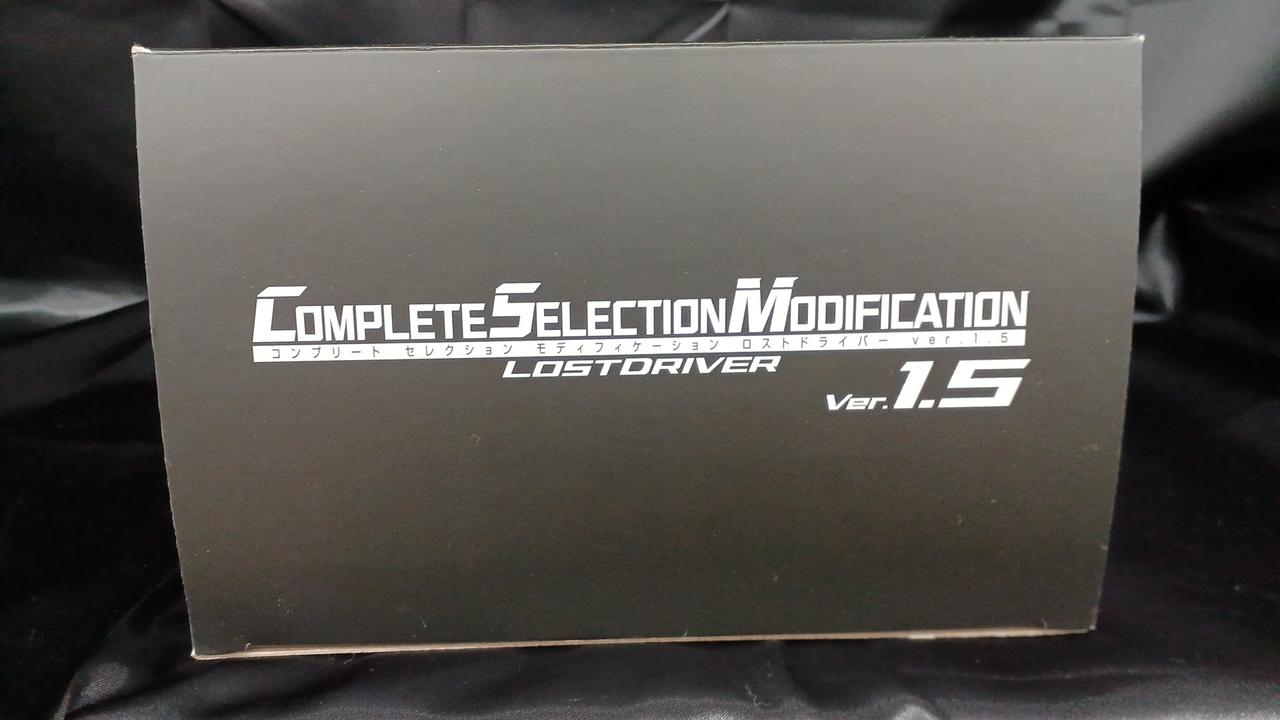 COMPLETE SELECTION MODIFICATION
コンプリート セレクション モディフィケーション ロストドライバー ver.1.5
LOSTDRIVER
Ver.1.5